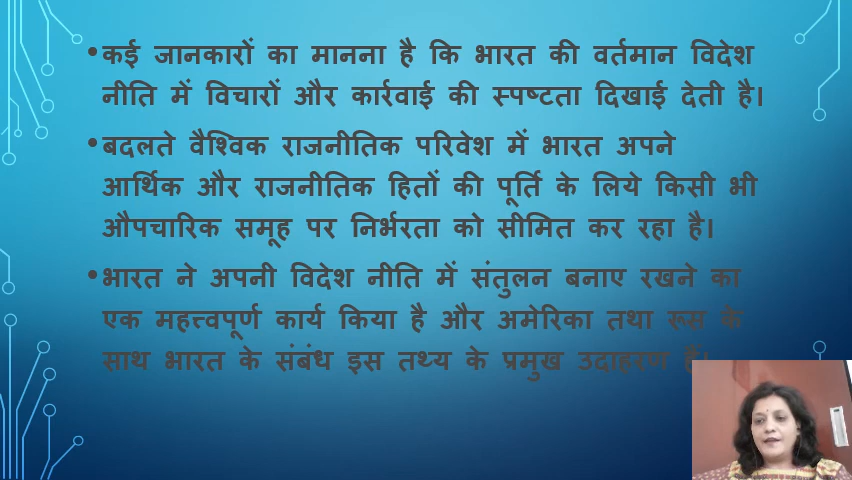 • कई जानकारों का मानना है कि भारत की वर्तमान विदेश
नीति में विचारों और कार्रवाई की स्पष्टता दिखाई देती है।
• बदलते वैश्विक राजनीतिक परिवेश में भारत अपने
आर्थिक और राजनीतिक हितों की पूर्ति के लिये किसी भी
औपचारिक समूह पर निर्भरता को सीमित कर रहा है।
• भारत ने अपनी विदेश नीति में संतुलन बनाए रखने का
एक महत्त्वपूर्ण कार्य किया है और अमेरिका तथा रूस के
साथ भारत के संबंध इस तथ्य के प्रमुख उदाहरण हैं।